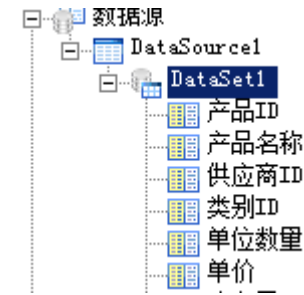 数据源
DataSource1
DataSet1
产品ID
产品名称
供应商ID
类别ID
单位数量
单价